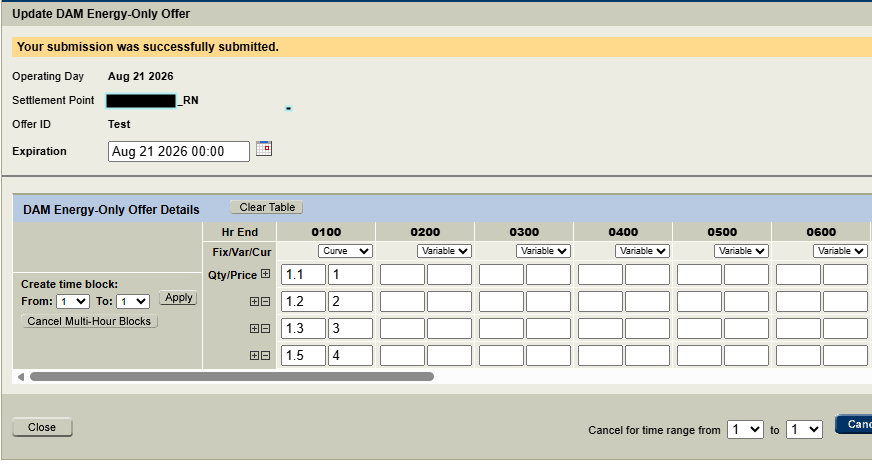 Update DAM Energy-Only Offer
Your submission was successfully submitted.
Operating Day Aug 21 2026
Settlement Point _RN
Offer ID Test
Expiration Aug 21 2026 00:00
DAM Energy-Only Offer Details Clear Table
Hr End 0100 0200 0300 0400 0500 0600
Fix/Var/Cur Curve Variable Variable Variable Variable Variable
Qty/Price 1.1 1
Create time block:
From: 1 To: 1 Apply
1.2 2
Cancel Multi-Hour Blocks
1.3 3
1.5 4
Close
Cancel for time range from 1 to 1 Canc